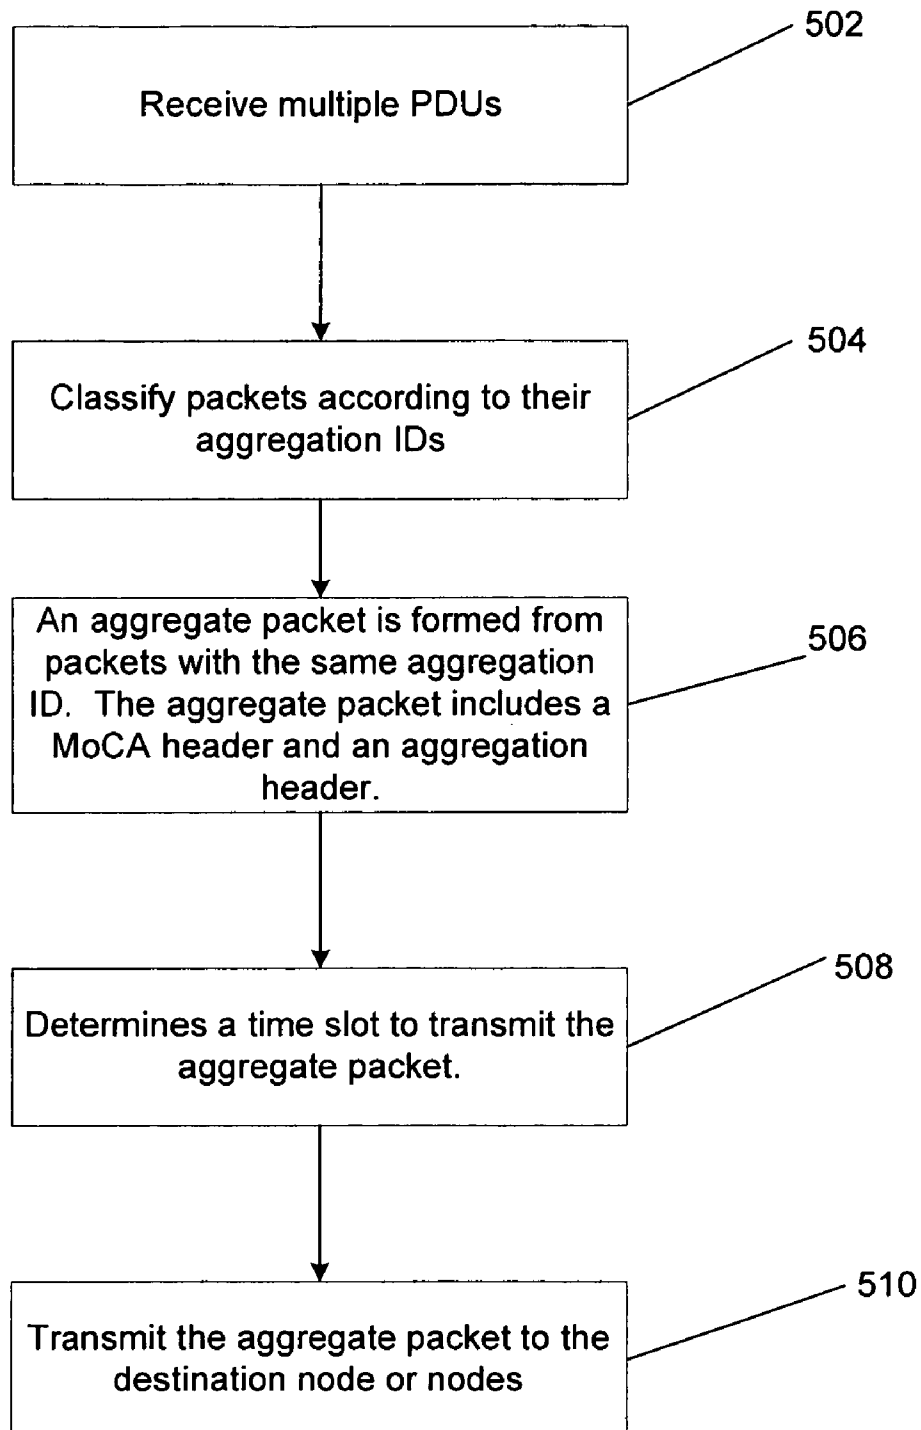 502
Receive multiple PDUs
504
Classify packets according to their
aggregation IDs
506
An aggregate packet is formed from
packets with the same aggregation
ID.  The aggregate packet includes a
MoCA header and an aggregation
header.
508
Determines a time slot to transmit the
aggregate packet.
510
Transmit the aggregate packet to the
destination node or nodes